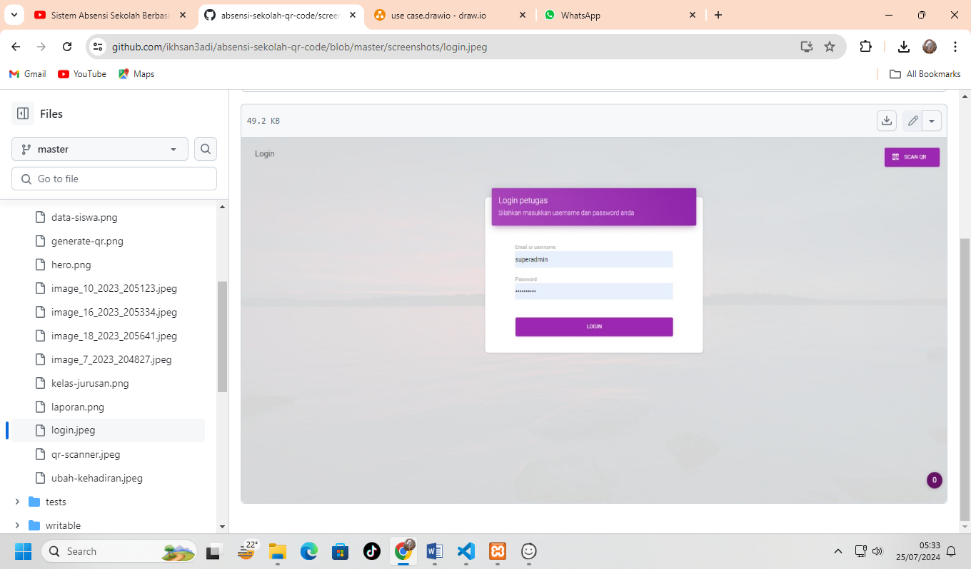 Sistem Absensi Sekolah Berbasi
absensi-sekolah-qr-code/screen
use case.drawio - draw.io
WhatsApp
github.com/ikhsan3adi/absensi-sekolah-qr-code/blob/master/screenshots/login.jpeg
Gmail
YouTube
Maps
All Bookmarks
Files
master
Go to file
data-siswa.png
generate-qr.png
hero.png
image_10_2023_205123.jpeg
image_16_2023_205334.jpeg
image_18_2023_205641.jpeg
image_7_2023_204827.jpeg
kelas-jurusan.png
laporan.png
login.jpeg
qr-scanner.jpeg
ubah-kehadiran.jpeg
tests
writable
49.2 KB
Login
SCAN QR
Login petugas
Silahkan masukkan username dan password anda
Email or username
superadmin
Password
••••••••••
LOGIN
0
Search
22°
05:33
25/07/2024